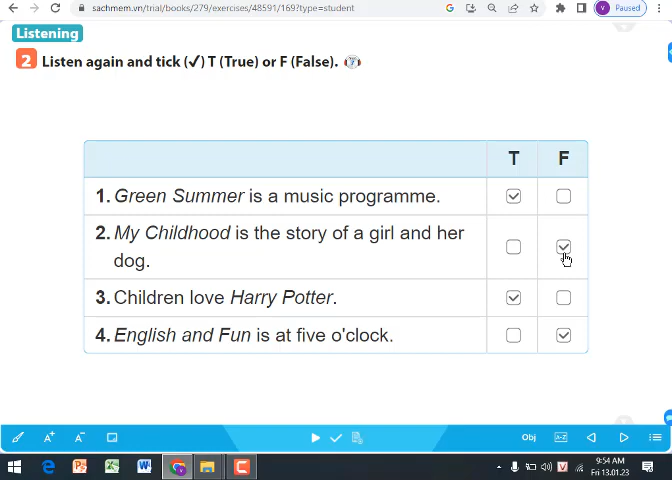 sachmem.vn/trial/books/279/exercises/48591/169?type=student
Paused
Listening
2 Listen again and tick (✓) T (True) or F (False).
T F
1. Green Summer is a music programme.
2. My Childhood is the story of a girl and her
dog.
3. Children love Harry Potter.
4. English and Fun is at five o'clock.
A+ A- Obj A-Z
9:54 AM
Fri 13.01.23